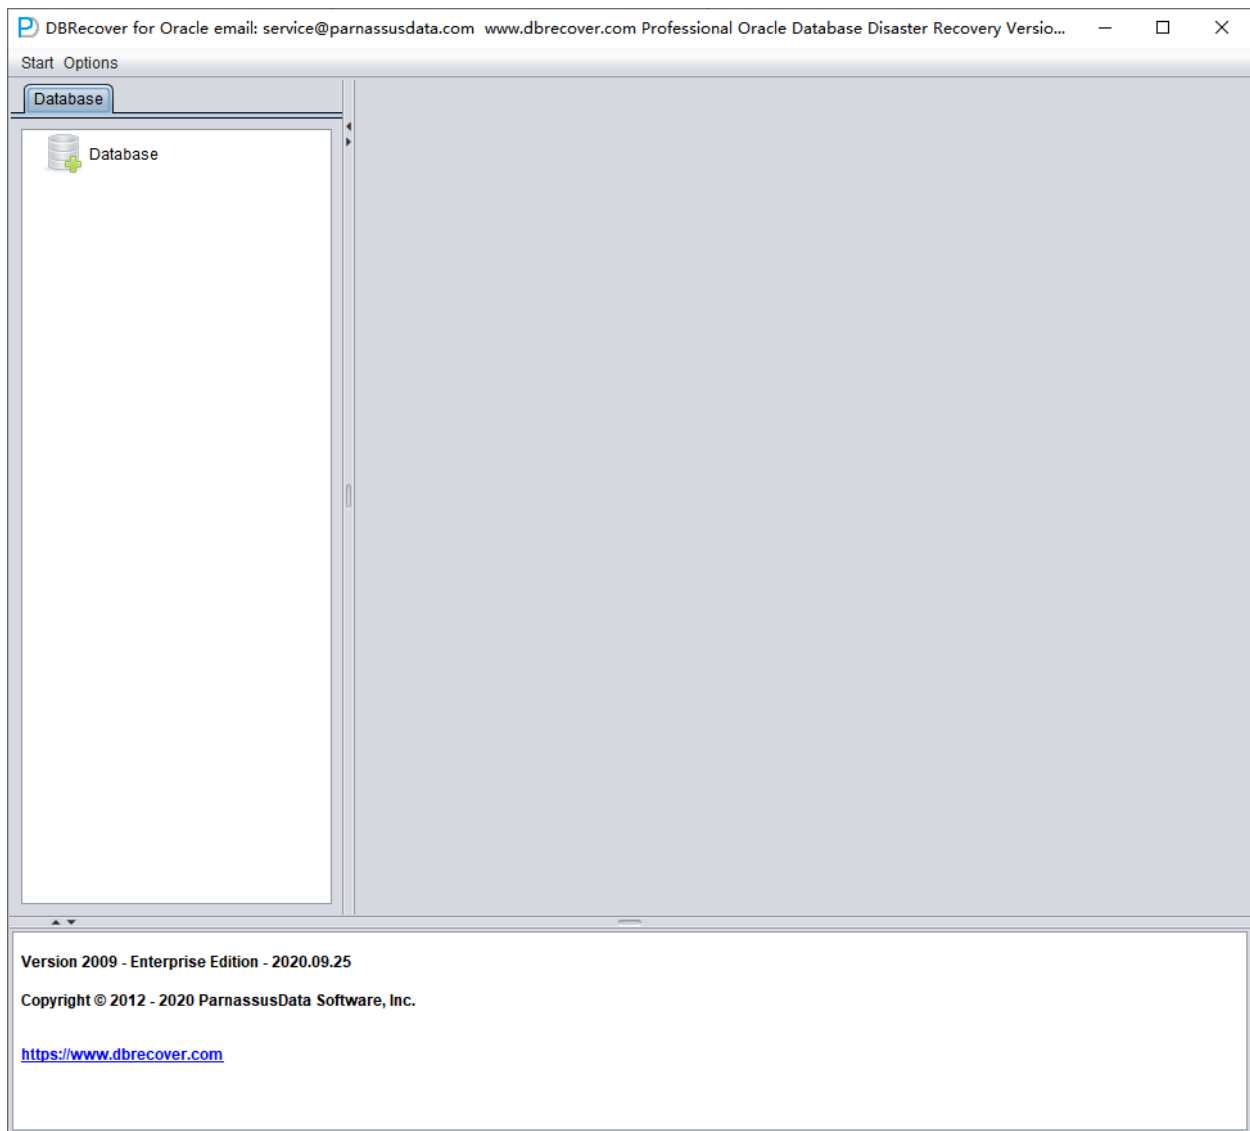 DBRecover for Oracle email: service@parnassusdata.com www.dbrecover.com Professional Oracle Database Disaster Recovery Versio...
Start Options
Database
Database
Version 2009 - Enterprise Edition - 2020.09.25
Copyright © 2012 - 2020 ParnassusData Software, Inc.
https://www.dbrecover.com